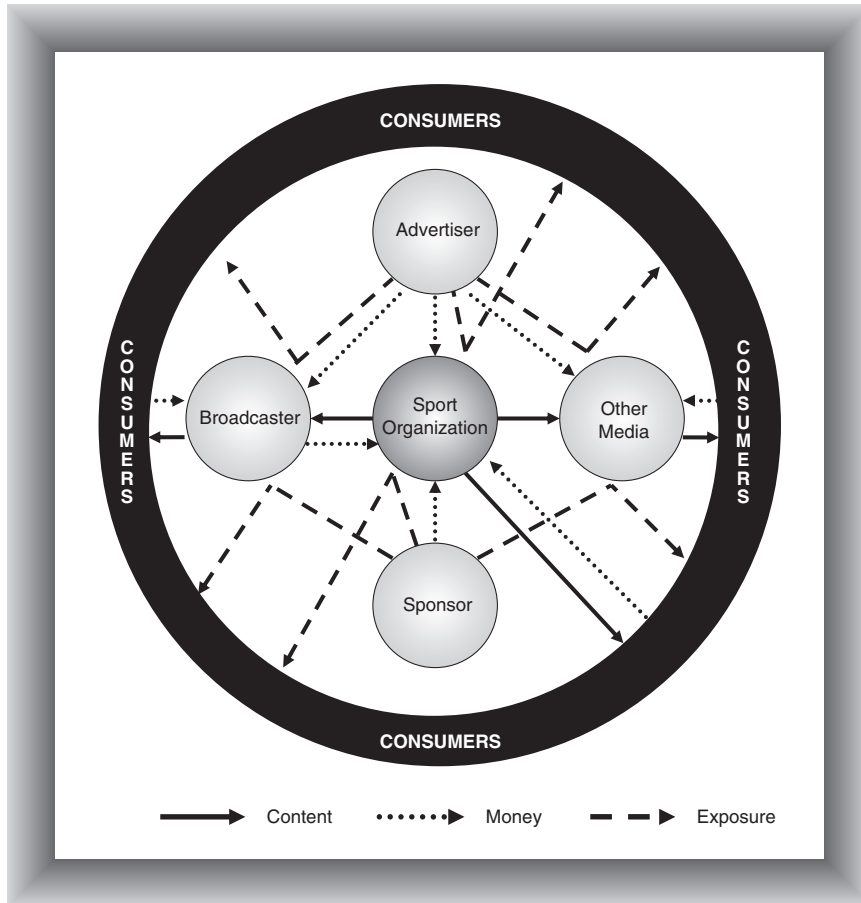 CONSUMERS
Advertiser
CONSUMERS
Broadcaster
Sport
Organization
Other
Media
CONSUMERS
Sponsor
CONSUMERS
Content
Money
Exposure